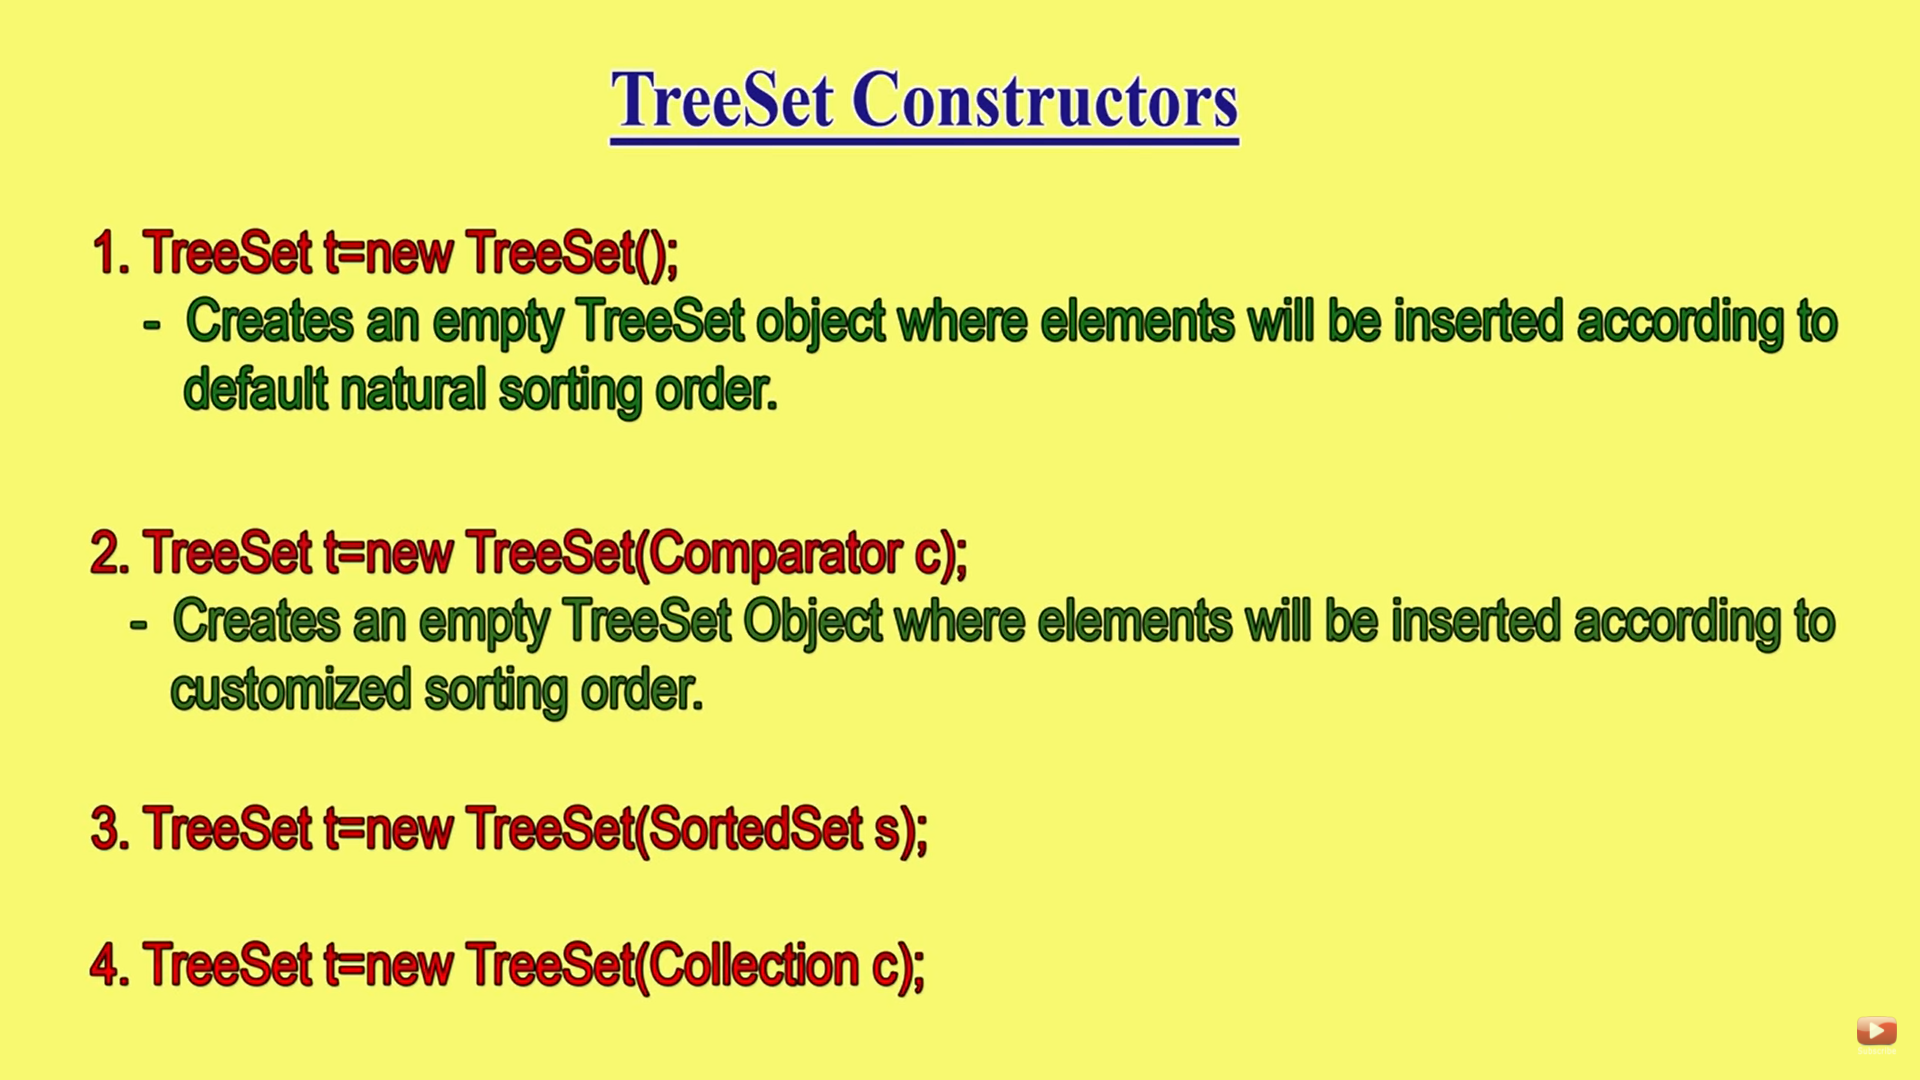 TreeSet Constructors
1. TreeSet t=new TreeSet();
- Creates an empty TreeSet object where elements will be inserted according to
default natural sorting order.
2. TreeSet t=new TreeSet(Comparator c);
- Creates an empty TreeSet Object where elements will be inserted according to
customized sorting order.
3. TreeSet t=new TreeSet(SortedSet s);
4. TreeSet t=new TreeSet(Collection c);